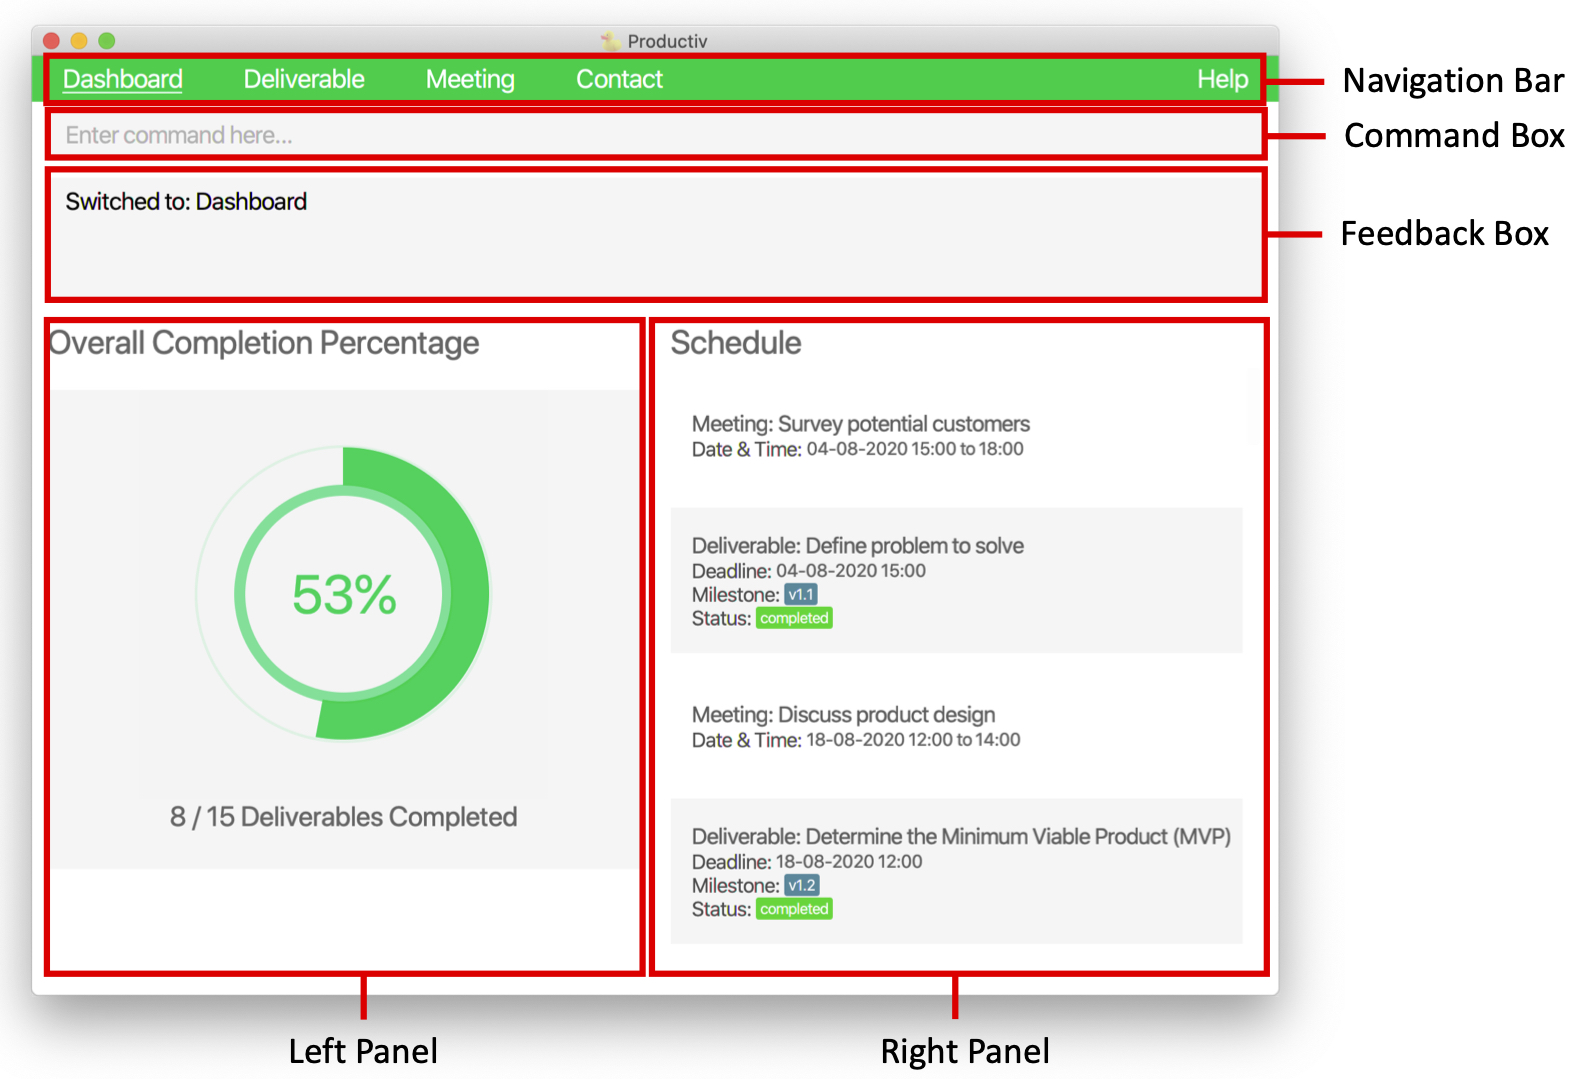 Productiv
Dashboard Deliverable Meeting Contact Help
Navigation Bar
Enter command here...
Command Box
Switched to: Dashboard
Feedback Box
Overall Completion Percentage
53%
8 / 15 Deliverables Completed
Schedule
Meeting: Survey potential customers
Date & Time: 04-08-2020 15:00 to 18:00
Deliverable: Define problem to solve
Deadline: 04-08-2020 15:00
Milestone: v1.1
Status: completed
Meeting: Discuss product design
Date & Time: 18-08-2020 12:00 to 14:00
Deliverable: Determine the Minimum Viable Product (MVP)
Deadline: 18-08-2020 12:00
Milestone: v1.2
Status: completed
Left Panel
Right Panel